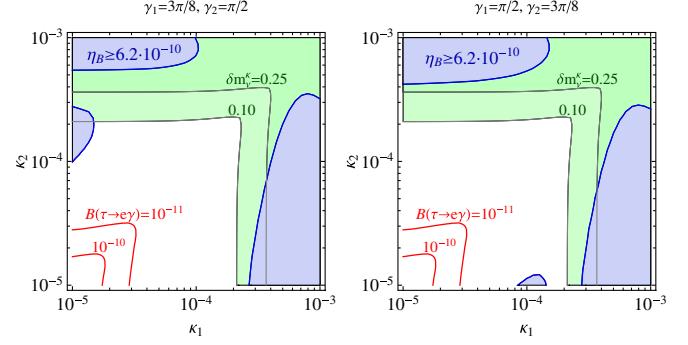 γ₁=3π/8, γ₂=π/2
10⁻³
η_B≥6.2·10⁻¹⁰
δm_ν^κ=0.25
0.10
κ₂
10⁻⁴
B(τ→eγ)=10⁻¹¹
10⁻¹⁰
10⁻⁵
10⁻⁵
10⁻⁴
10⁻³
κ₁
γ₁=π/2, γ₂=3π/8
10⁻³
η_B≥6.2·10⁻¹⁰
δm_ν^κ=0.25
0.10
κ₂
10⁻⁴
B(τ→eγ)=10⁻¹¹
10⁻¹⁰
10⁻⁵
10⁻⁵
10⁻⁴
10⁻³
κ₁